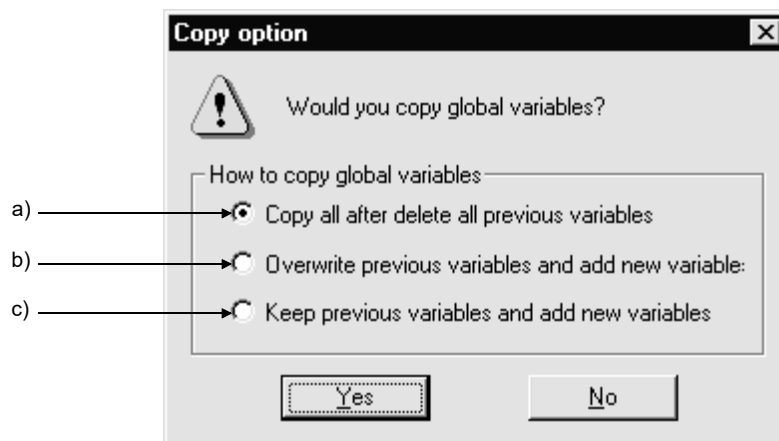 Copy option
Would you copy global variables?
How to copy global variables
a)
Copy all after delete all previous variables
b)
Overwrite previous variables and add new variable:
c)
Keep previous variables and add new variables
Yes
No